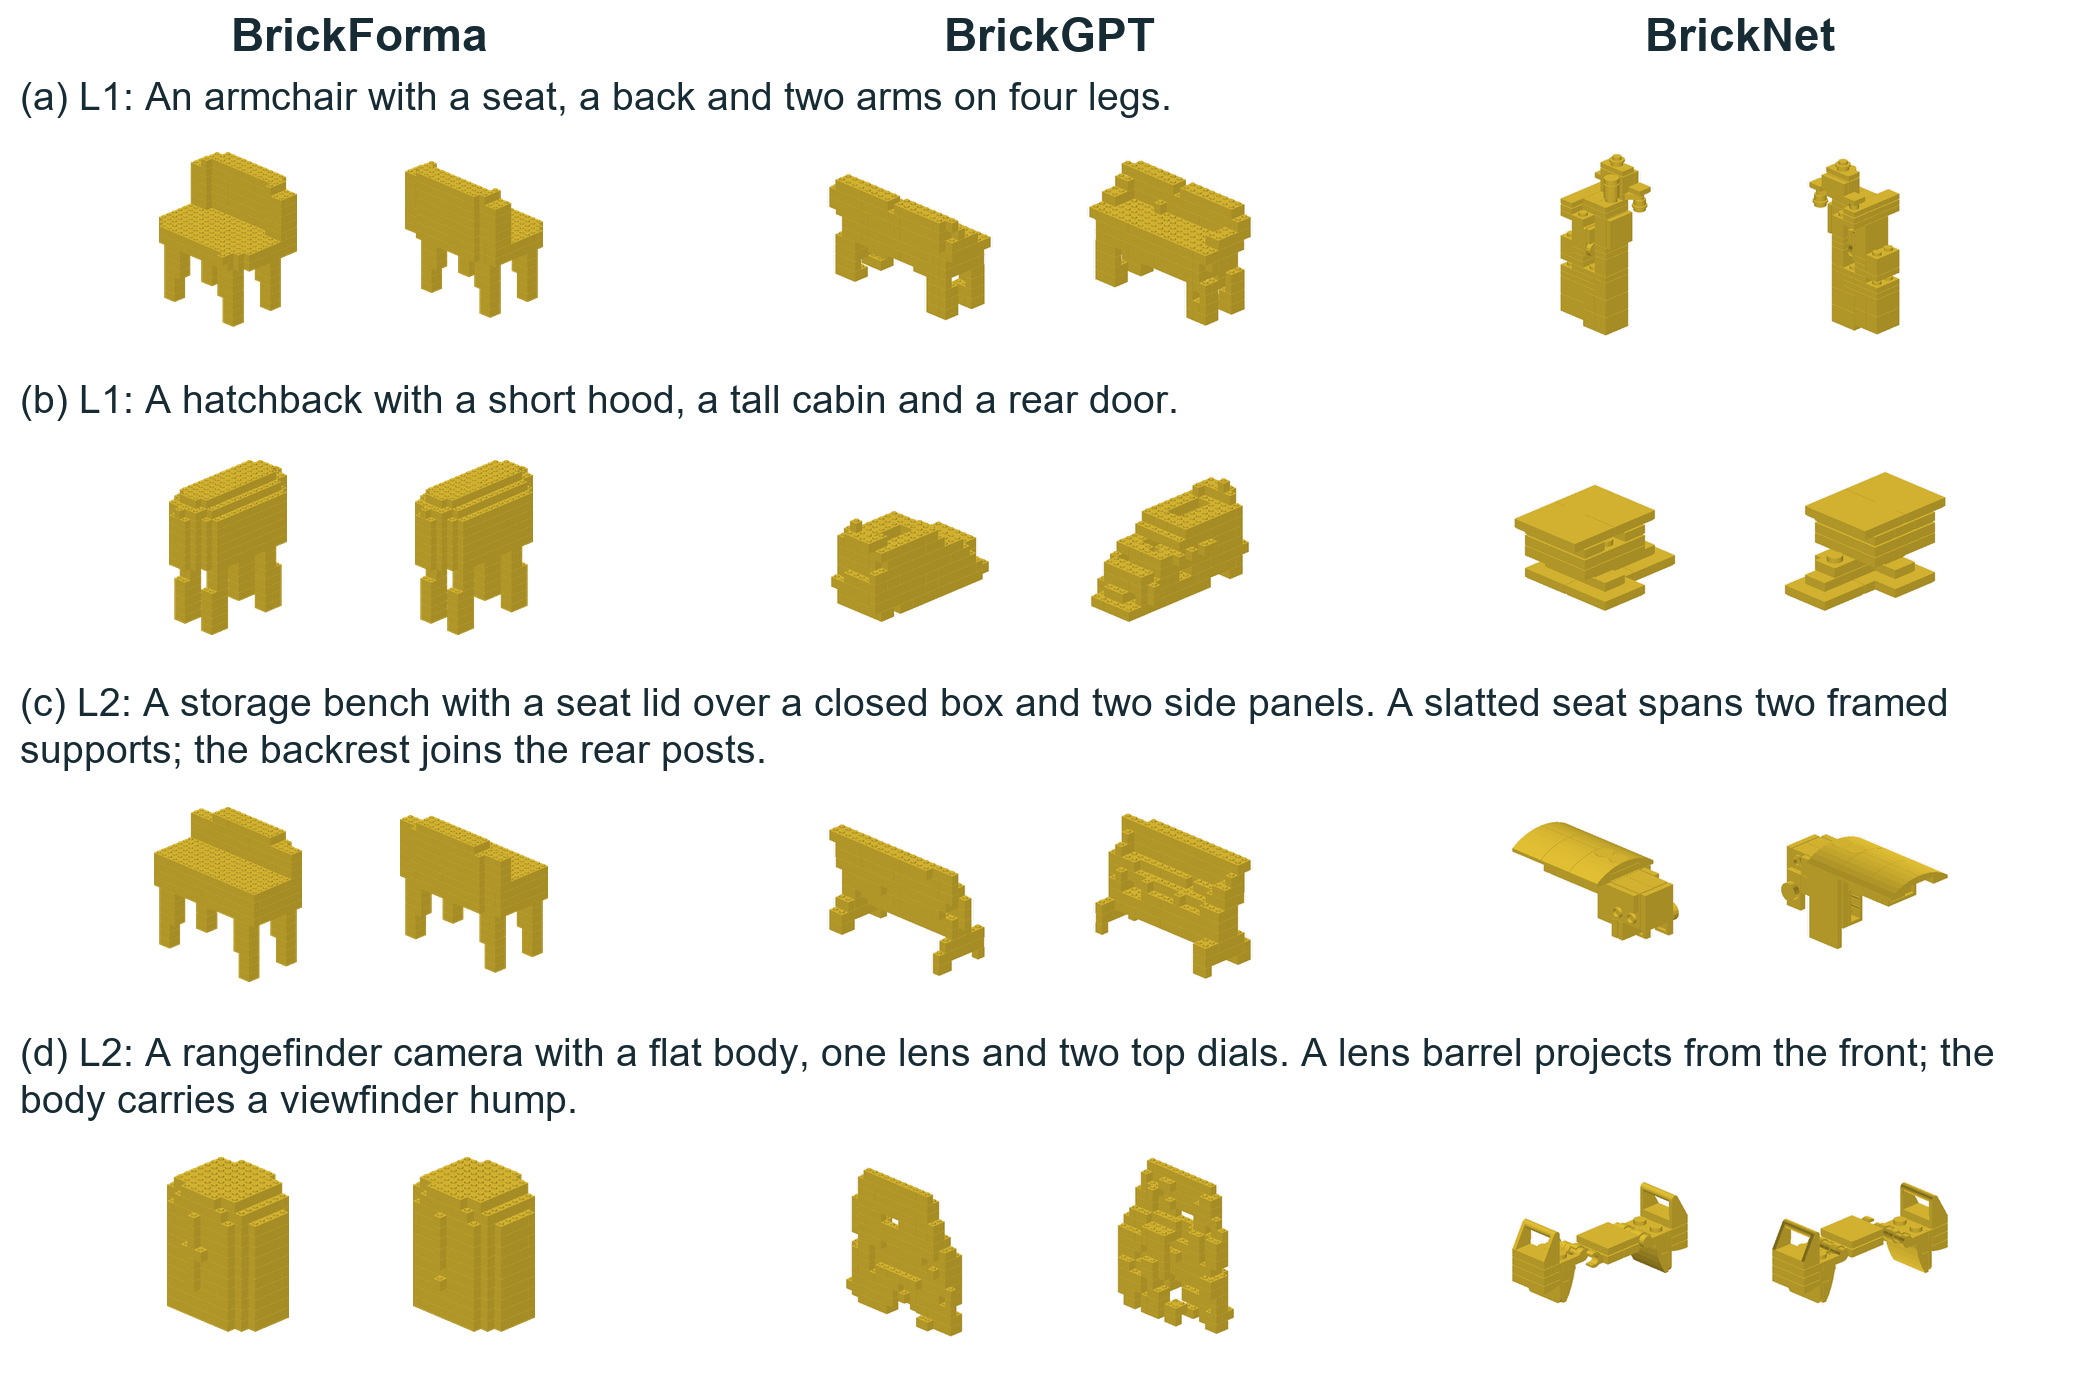 BrickForma BrickGPT BrickNet
(a) L1: An armchair with a seat, a back and two arms on four legs.
(b) L1: A hatchback with a short hood, a tall cabin and a rear door.
(c) L2: A storage bench with a seat lid over a closed box and two side panels. A slatted seat spans two framed
supports; the backrest joins the rear posts.
(d) L2: A rangefinder camera with a flat body, one lens and two top dials. A lens barrel projects from the front; the
body carries a viewfinder hump.